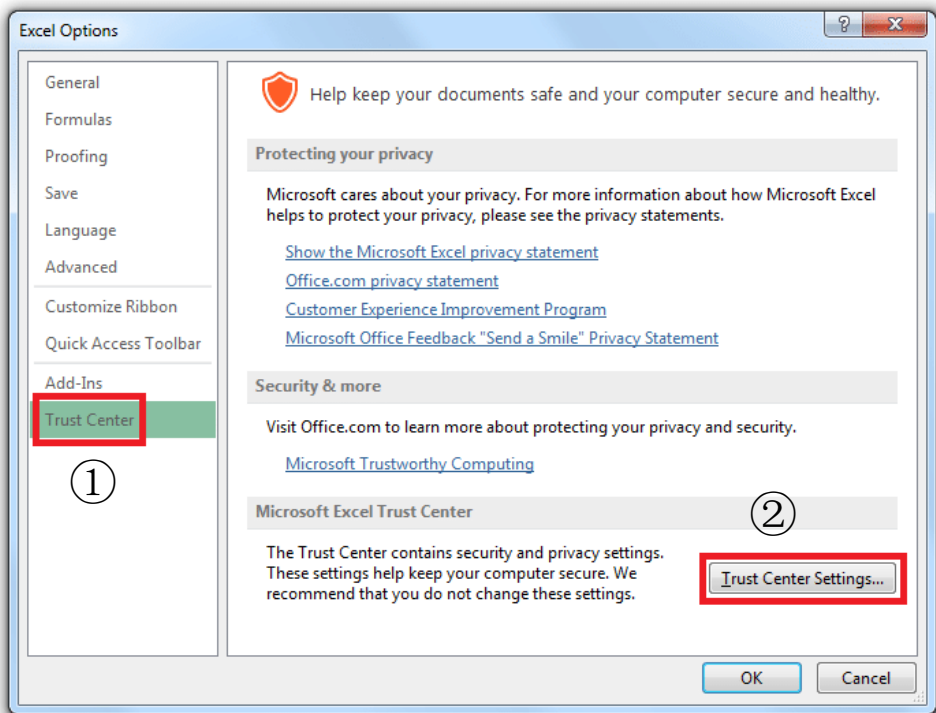 Excel Options
General
Formulas
Proofing
Save
Language
Advanced
Customize Ribbon
Quick Access Toolbar
Add-Ins
Trust Center
①
Help keep your documents safe and your computer secure and healthy.
Protecting your privacy
Microsoft cares about your privacy. For more information about how Microsoft Excel
helps to protect your privacy, please see the privacy statements.
Show the Microsoft Excel privacy statement
Office.com privacy statement
Customer Experience Improvement Program
Microsoft Office Feedback "Send a Smile" Privacy Statement
Security & more
Visit Office.com to learn more about protecting your privacy and security.
Microsoft Trustworthy Computing
Microsoft Excel Trust Center
②
The Trust Center contains security and privacy settings.
These settings help keep your computer secure. We
recommend that you do not change these settings.
Trust Center Settings...
OK
Cancel